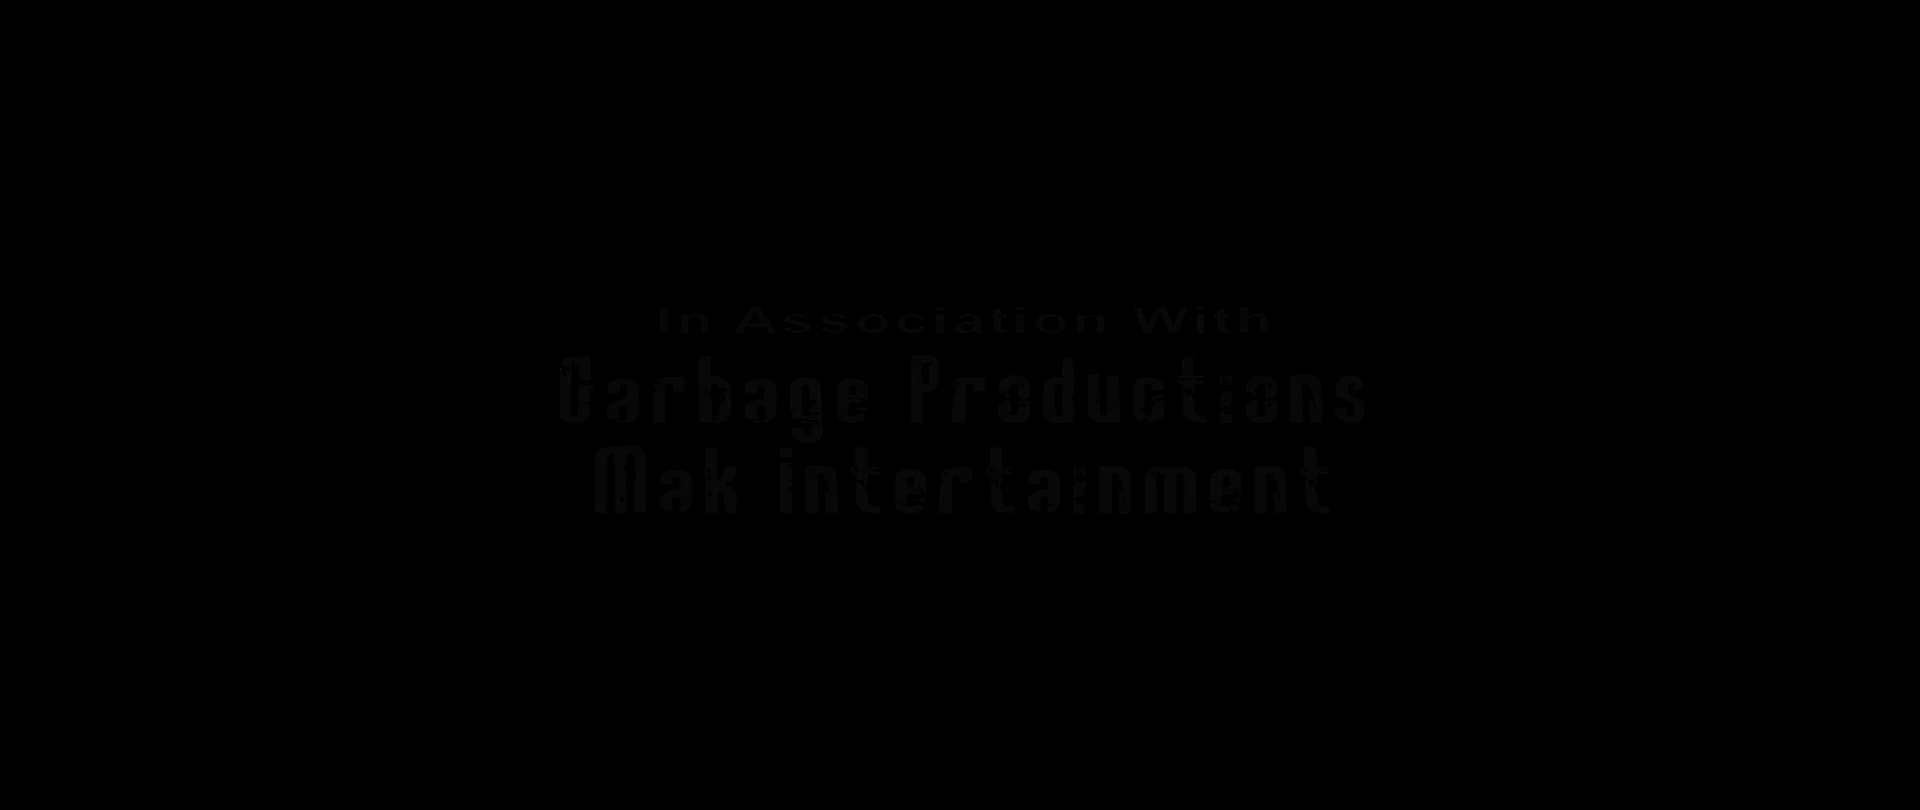 In Association With
Garbage Productions
Mak intertainment